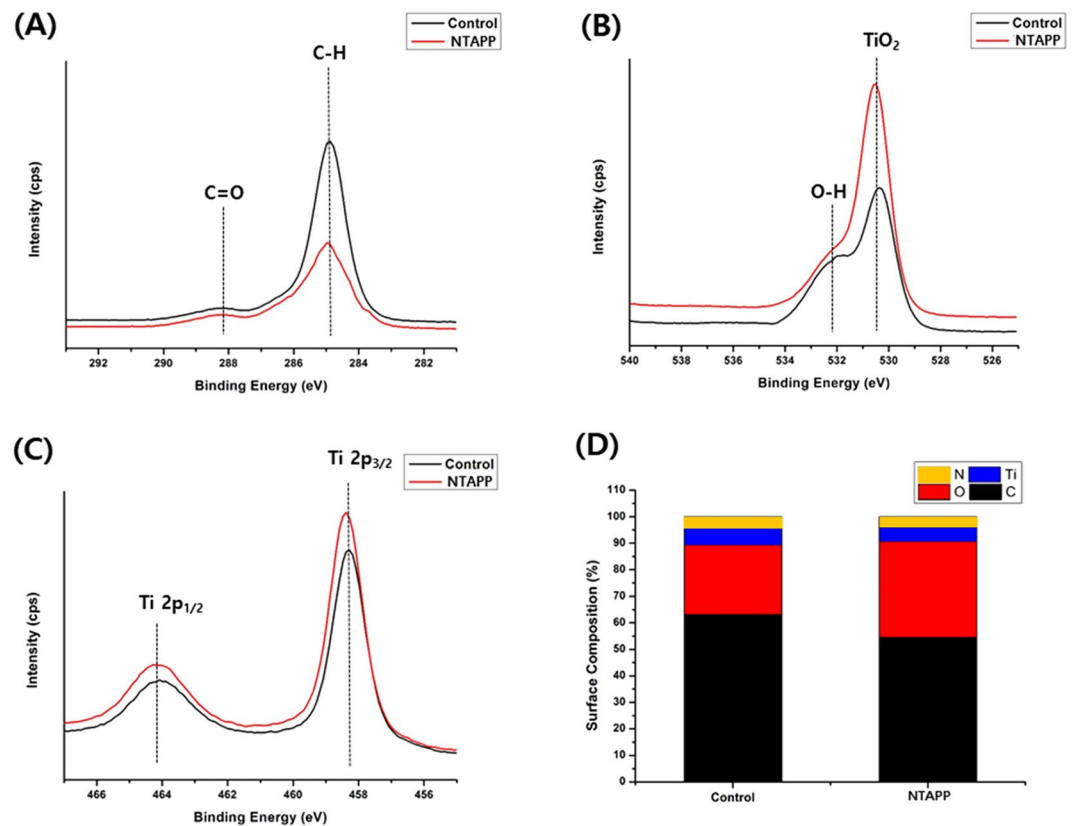 (A)
Control
NTAPP
C-H
C=O
Intensity (cps)
292 290 288 286 284 282
Binding Energy (eV)
(B)
Control
NTAPP
TiO2
O-H
Intensity (cps)
540 538 536 534 532 530 528 526
Binding Energy (eV)
(C)
Control
NTAPP
Ti 2p3/2
Ti 2p1/2
Intensity (cps)
466 464 462 460 458 456
Binding Energy (eV)
(D)
N Ti
O C
110
100
90
80
70
60
50
40
30
20
10
0
Surface Composition (%)
Control NTAPP